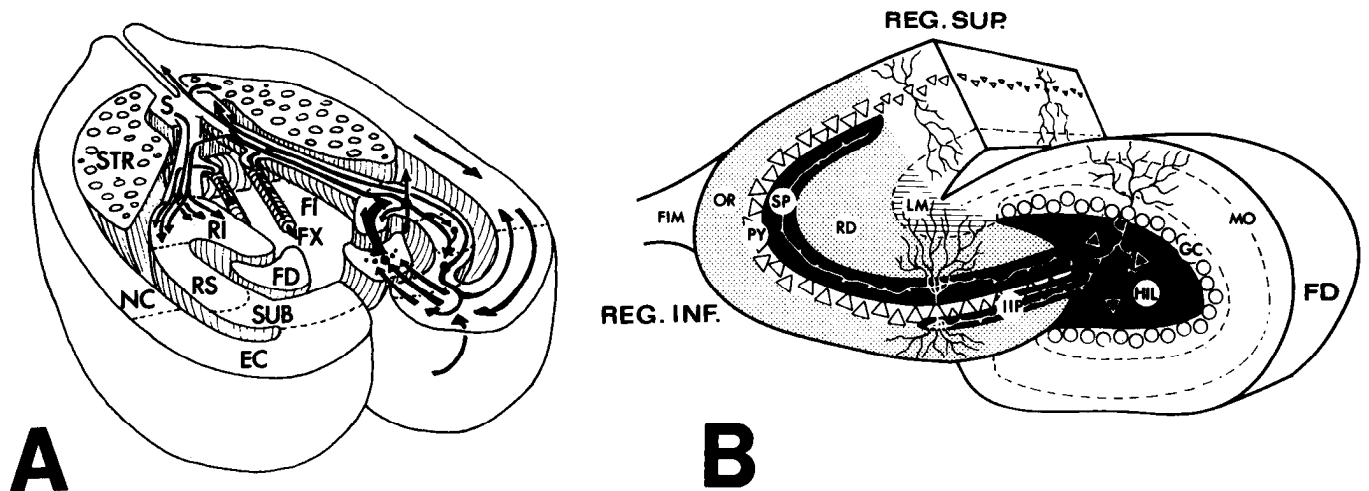 S
STR
FI
FX
RI
FD
RS
NC
SUB
EC
A
REG. SUP.
OR
SP
LM
FIM
PY
RD
MO
GC
HIL
IIP
FD
REG. INF.
B